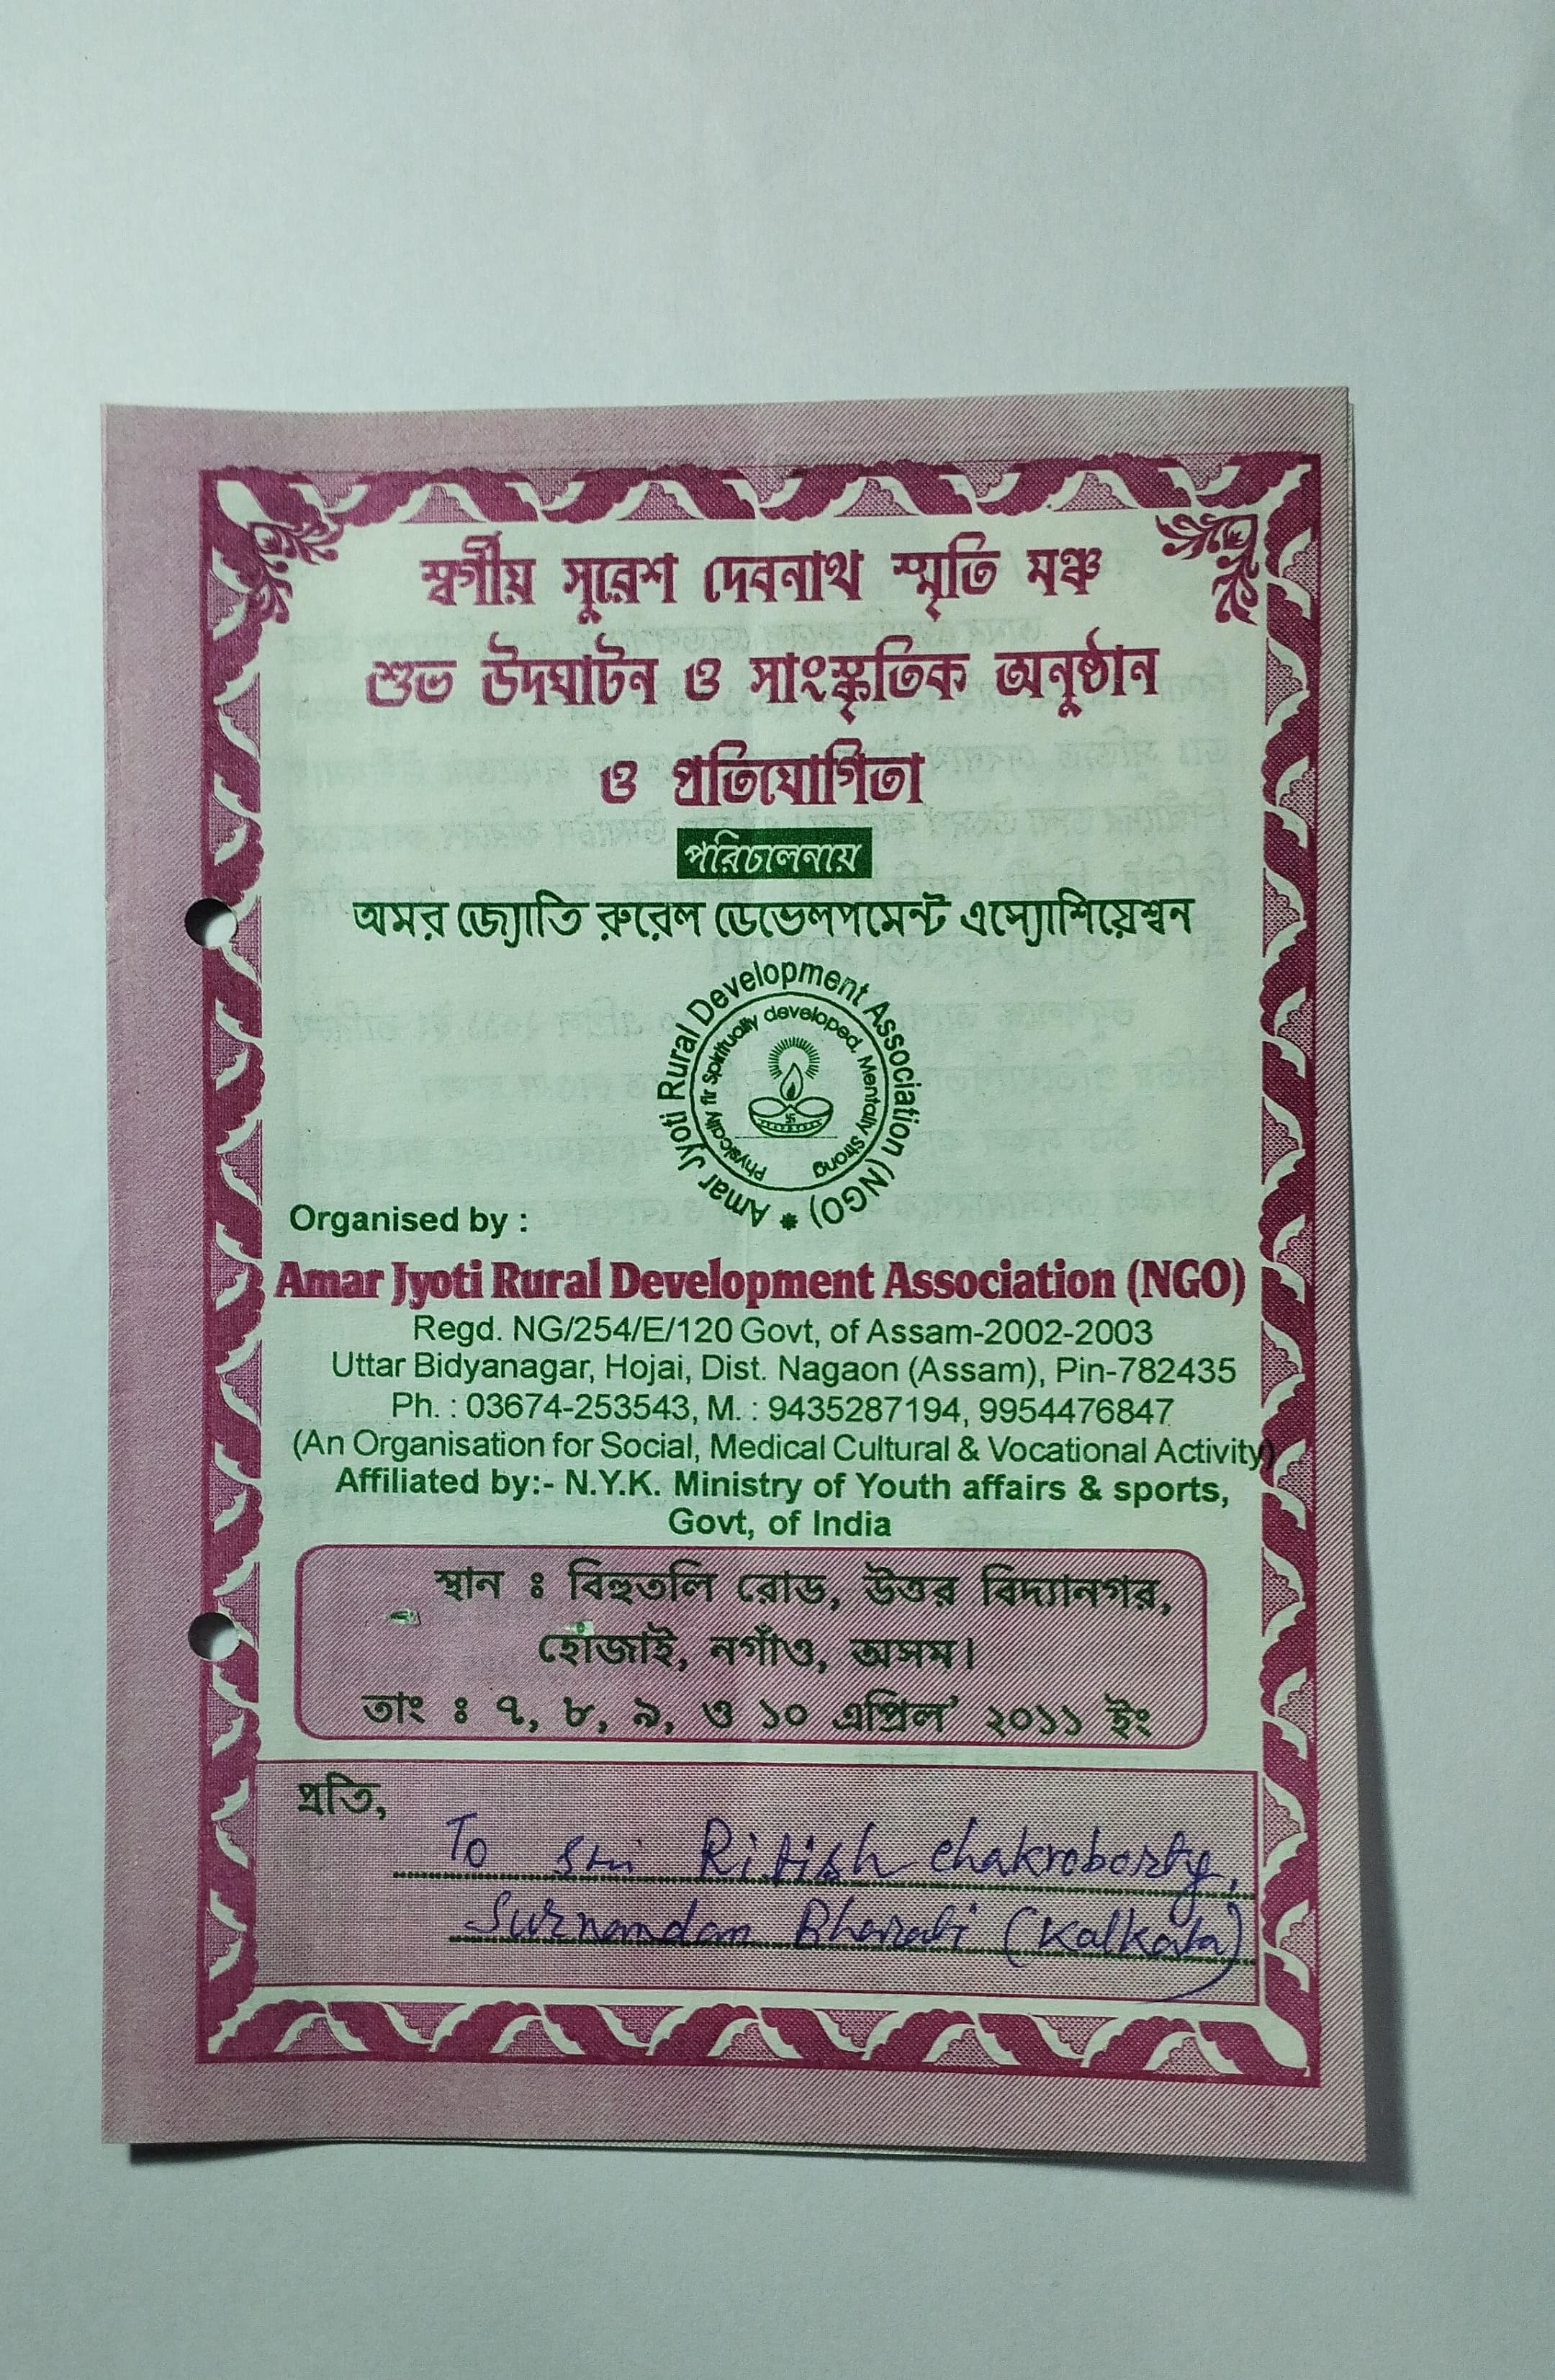 স্বর্গীয় সুরেশ দেবনাথ স্মৃতি মঞ্চ
শুভ উদঘাটন ও সাংস্কৃতিক অনুষ্ঠান
ও প্রতিযোগিতা
পরিচালনায়
অমর জ্যোতি রুরেল ডেভেলপমেন্ট এস্যোশিয়েশ্বন
Amar Jyoti Rural Development Association (NGO) *
Physically fir Spiritually developed, Mentally strong
Organised by :
Amar Jyoti Rural Development Association (NGO)
Regd. NG/254/E/120 Govt, of Assam-2002-2003
Uttar Bidyanagar, Hojai, Dist. Nagaon (Assam), Pin-782435
Ph. : 03674-253543, M. : 9435287194, 9954476847
(An Organisation for Social, Medical Cultural & Vocational Activity)
Affiliated by:- N.Y.K. Ministry of Youth affairs & sports,
Govt, of India
স্থান ঃ বিহুতলি রোড, উত্তর বিদ্যানগর,
হোজাই, নগাঁও, অসম।
তাং ঃ ৭, ৮, ৯, ও ১০ এপ্রিল' ২০১১ ইং
প্রতি,
To Sri Ritish Chakroborty,
Surnandan Bharati (Kalkata)